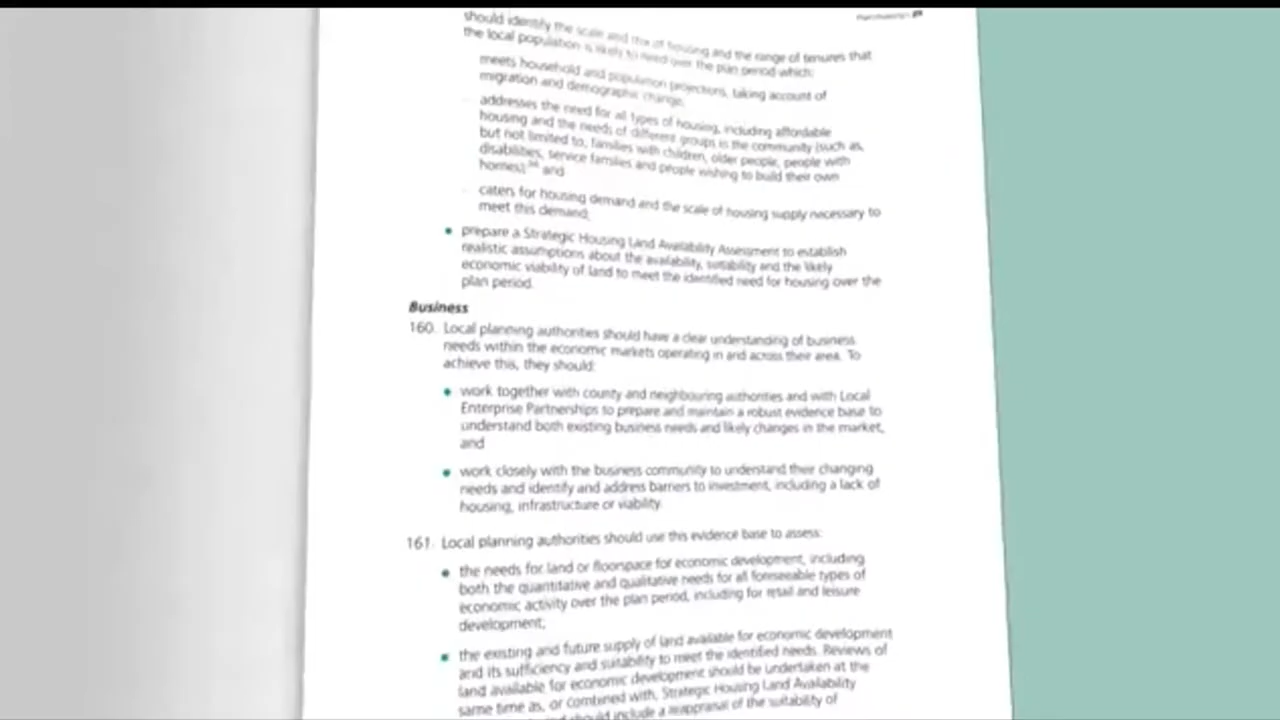 should identify the scale and mix of housing and the range of tenures that
the local population is likely to need over the plan period which:
meets household and population projections, taking account of
migration and demographic change;
addresses the need for all types of housing, including affordable
housing and the needs of different groups in the community (such as,
but not limited to, families with children, older people, people with
disabilities, service families and people wishing to build their own
homes); and
caters for housing demand and the scale of housing supply necessary to
meet this demand;
prepare a Strategic Housing Land Availability Assessment to establish
realistic assumptions about the availability, suitability and the likely
economic viability of land to meet the identified need for housing over the
plan period.
Business
160. Local planning authorities should have a clear understanding of business
needs within the economic markets operating in and across their area. To
achieve this, they should:
work together with county and neighbouring authorities and with Local
Enterprise Partnerships to prepare and maintain a robust evidence base to
understand both existing business needs and likely changes in the market;
and
work closely with the business community to understand their changing
needs and identify and address barriers to investment, including a lack of
housing, infrastructure or viability.
161. Local planning authorities should use this evidence base to assess:
the needs for land or floorspace for economic development, including
both the quantitative and qualitative needs for all foreseeable types of
economic activity over the plan period, including for retail and leisure
development;
the existing and future supply of land available for economic development
and its sufficiency and suitability to meet the identified needs. Reviews of
land available for economic development should be undertaken at the
same time as, or combined with, Strategic Housing Land Availability
should include a reappraisal of the suitability of